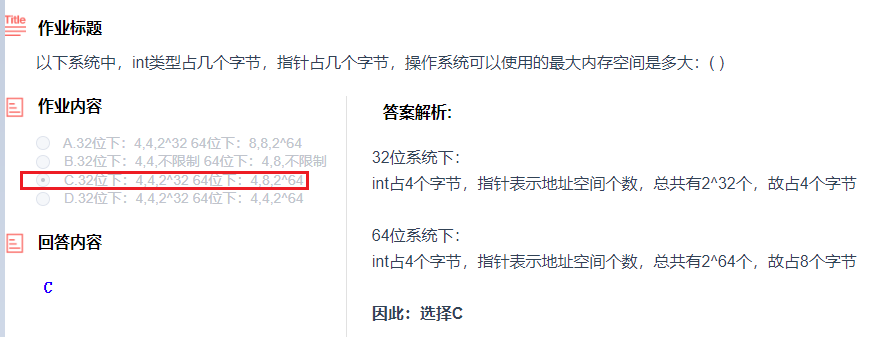 Title
作业标题
以下系统中，int类型占几个字节，指针占几个字节，操作系统可以使用的最大内存空间是多大：( )
作业内容
A.32位下：4,4,2^32 64位下：8,8,2^64
B.32位下：4,4,不限制 64位下：4,8,不限制
C.32位下：4,4,2^32 64位下：4,8,2^64
D.32位下：4,4,2^32 64位下：4,4,2^64
回答内容
C
答案解析:
32位系统下：
int占4个字节，指针表示地址空间个数，总共有2^32个，故占4个字节
64位系统下：
int占4个字节，指针表示地址空间个数，总共有2^64个，故占8个字节
因此：选择C